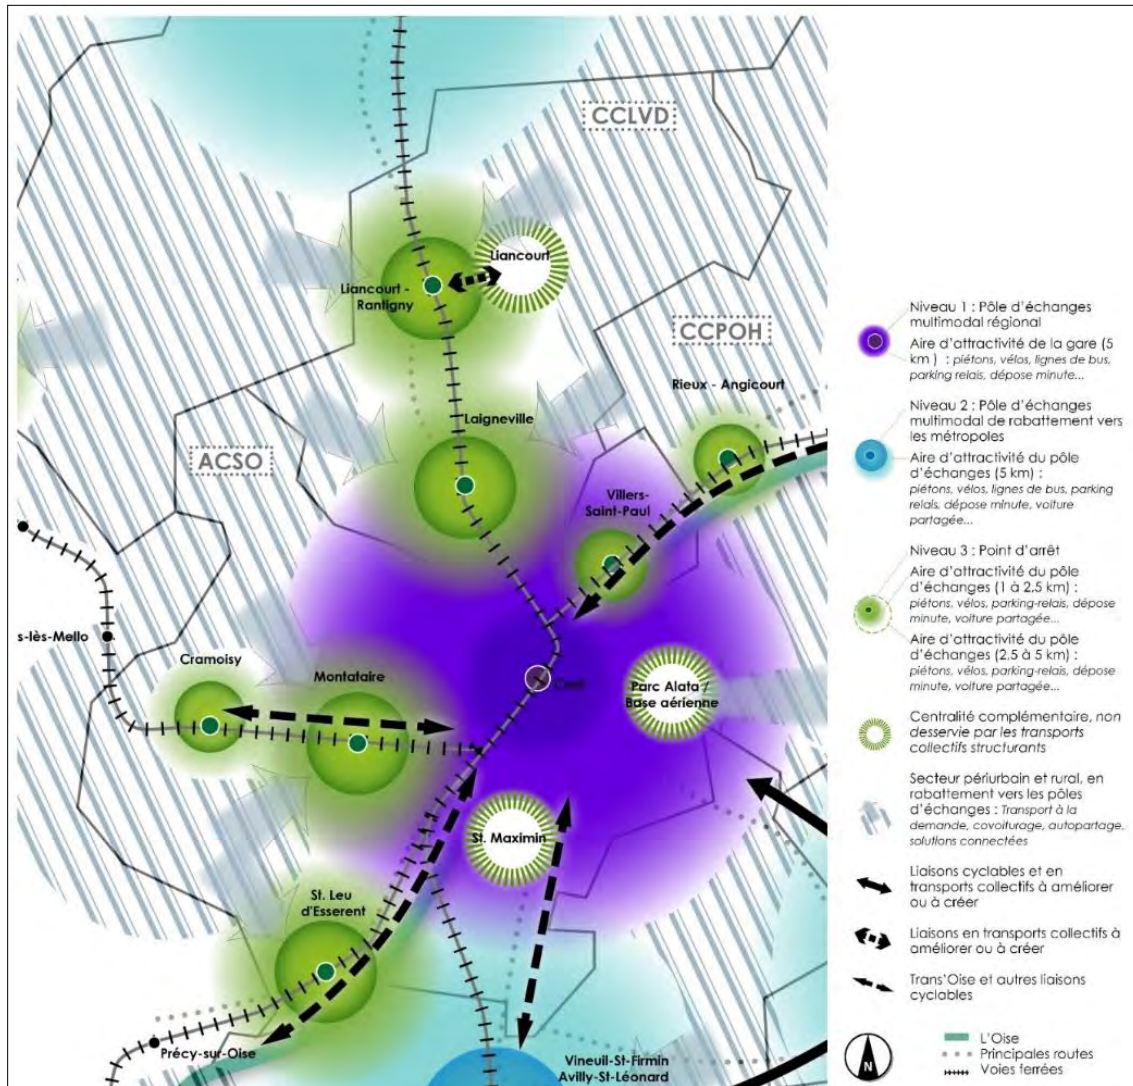 CCLVD
Liancourt
Liancourt -
Rantigny
CCPOH
Rieux - Angicourt
Laigneville
ACSO
Villers-
Saint-Paul
s-lès-Mello
Cramoisy
Montataire
Creil
Parc Alata /
Base aérienne
St. Maximin
St. Leu
d'Esserent
Précy-sur-Oise
Vineuil-St-Firmin
Avilly-St-Léonard
Niveau 1 : Pôle d'échanges
multimodal régional
Aire d'attractivité de la gare (5
km ) : piétons, vélos, lignes de bus,
parking relais, dépose minute...
Niveau 2 : Pôle d'échanges
multimodal de rabattement vers
les métropoles
Aire d'attractivité du pôle
d'échanges (5 km) :
piétons, vélos, lignes de bus, parking
relais, dépose minute, voiture
partagée...
Niveau 3 : Point d'arrêt
Aire d'attractivité du pôle
d'échanges (1 à 2,5 km) :
piétons, vélos, parking-relais, dépose
minute, voiture partagée...
Aire d'attractivité du pôle
d'échanges (2,5 à 5 km) :
piétons, vélos, parking-relais, dépose
minute, voiture partagée...
Centralité complémentaire, non
desservie par les transports
collectifs structurants
Secteur périurbain et rural, en
rabattement vers les pôles
d'échanges : Transport à la
demande, covoiturage, autopartage,
solutions connectées
Liaisons cyclables et en
transports collectifs à améliorer
ou à créer
Liaisons en transports collectifs à
améliorer ou à créer
Trans'Oise et autres liaisons
cyclables
N
L'Oise
Principales routes
Voies ferrées